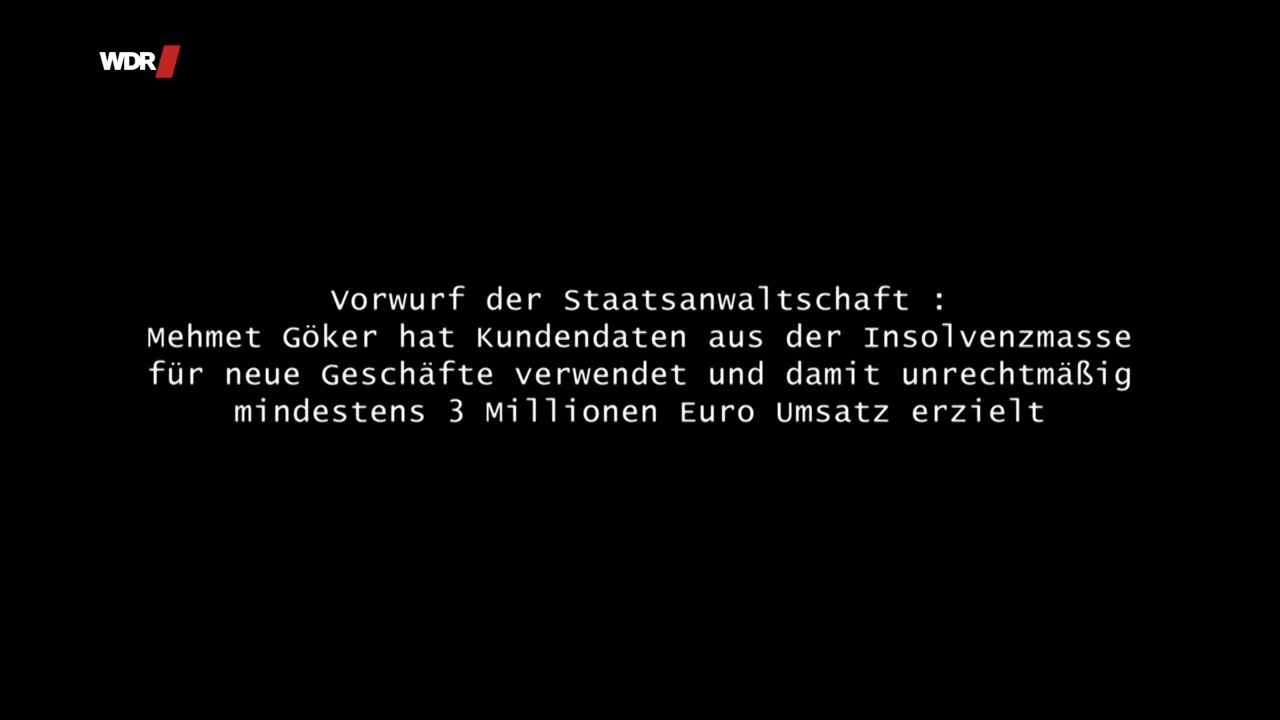 WDR
Vorwurf der Staatsanwaltschaft :
Mehmet Göker hat Kundendaten aus der Insolvenzmasse
für neue Geschäfte verwendet und damit unrechtmäßig
mindestens 3 Millionen Euro Umsatz erzielt